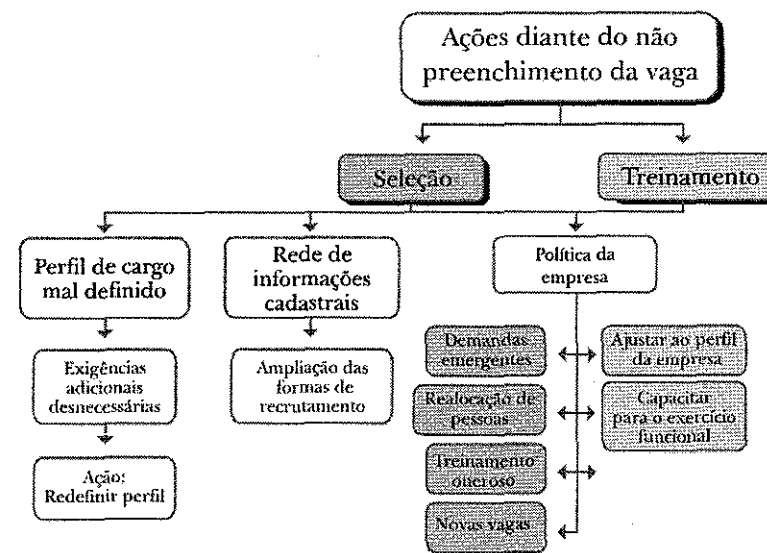 Ações diante do não
preenchimento da vaga
Seleção
Treinamento
Perfil de cargo
mal definido
Rede de
informações
cadastrais
Política da
empresa
Exigências
adicionais
desnecessárias
Ampliação das
formas de
recrutamento
Demandas
emergentes
Ajustar ao perfil
da empresa
Realocação de
pessoas
Capacitar
para o exercício
funcional
Treinamento
oneroso
Ação:
Redefinir perfil
Novas vagas